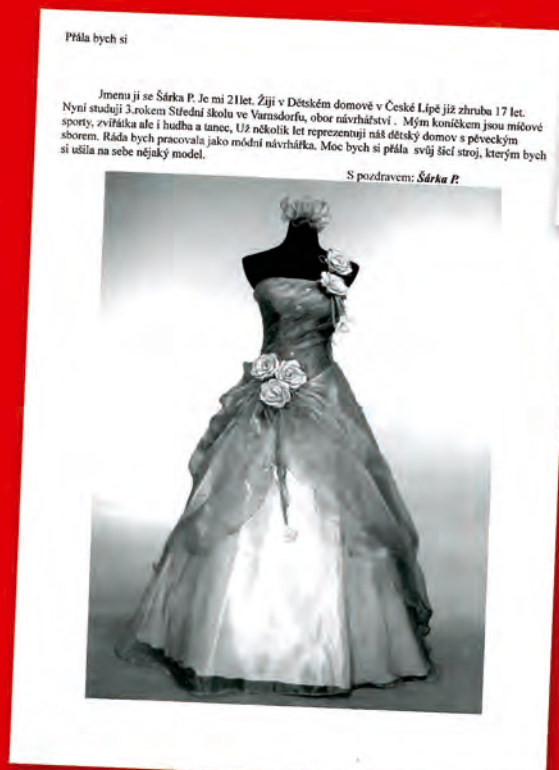 Přála bych si
Jmenu ji se Šárka P. Je mi 21let. Žiji v Dětském domově v České Lípě již zhruba 17 let.
Nyní studuji 3.rokem Střední školu ve Varnsdorfu, obor návrhářství . Mým koníčkem jsou míčové
sporty, zvířátka ale i hudba a tanec, Už několik let reprezentuji náš dětský domov s pěveckým
sborem. Ráda bych pracovala jako módní návrhářka. Moc bych si přála svůj šicí stroj, kterým bych
si ušila na sebe nějaký model.
S pozdravem: Šárka P.